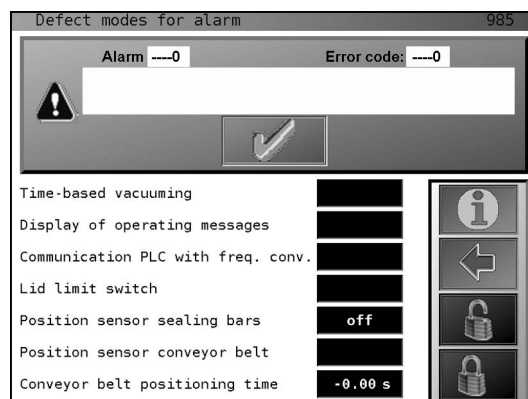 Defect modes for alarm 985
Alarm ----0 Error code: ----0
Time-based vacuuming
Display of operating messages
Communication PLC with freq. conv.
Lid limit switch
Position sensor sealing bars off
Position sensor conveyor belt
Conveyor belt positioning time -0.00 s